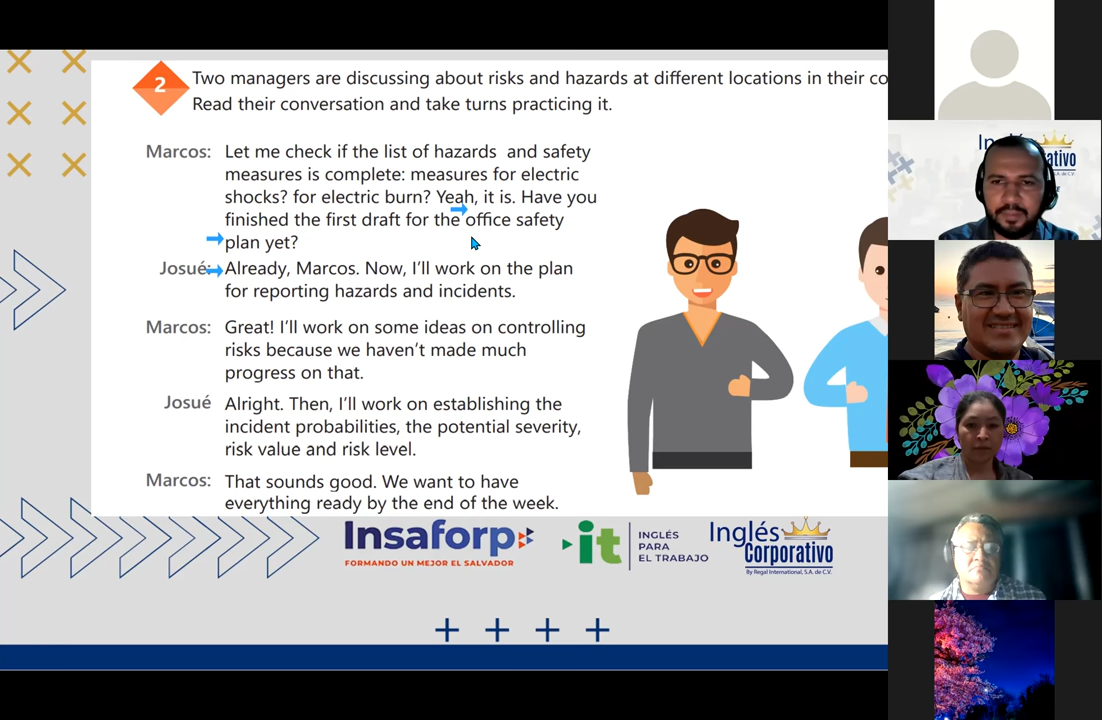 2
Two managers are discussing about risks and hazards at different locations in their co
Read their conversation and take turns practicing it.
Marcos: Let me check if the list of hazards and safety
measures is complete: measures for electric
shocks? for electric burn? Yeah, it is. Have you
finished the first draft for the office safety
plan yet?
Josué: Already, Marcos. Now, I'll work on the plan
for reporting hazards and incidents.
Marcos: Great! I'll work on some ideas on controlling
risks because we haven't made much
progress on that.
Josué Alright. Then, I'll work on establishing the
incident probabilities, the potential severity,
risk value and risk level.
Marcos: That sounds good. We want to have
everything ready by the end of the week.
Insaforp
FORMANDO UN MEJOR EL SALVADOR
it
INGLÉS
PARA
EL TRABAJO
Inglés
Corporativo
By Regal International, S.A. de C.V.